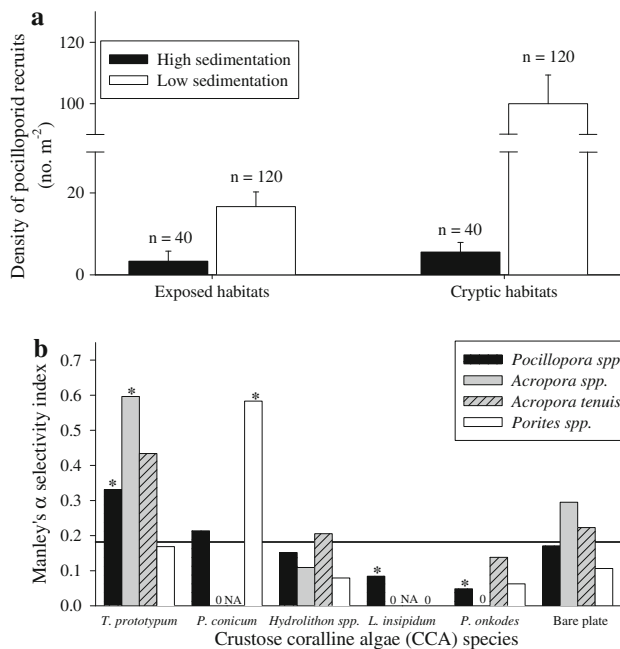 a
Density of pocilloporid recruits
(no. m⁻²)
120
100
20
0
High sedimentation
Low sedimentation
n = 40
n = 120
n = 40
n = 120
Exposed habitats
Cryptic habitats
b
Manley's α selectivity index
0.7
0.6
0.5
0.4
0.3
0.2
0.1
0.0
Pocillopora spp.
Acropora spp.
Acropora tenuis
Porites spp.
*
*
*
0 NA
*
0 NA 0
*
0
T. prototypum
P. conicum
Hydrolithon spp.
L. insipidum
P. onkodes
Bare plate
Crustose coralline algae (CCA) species